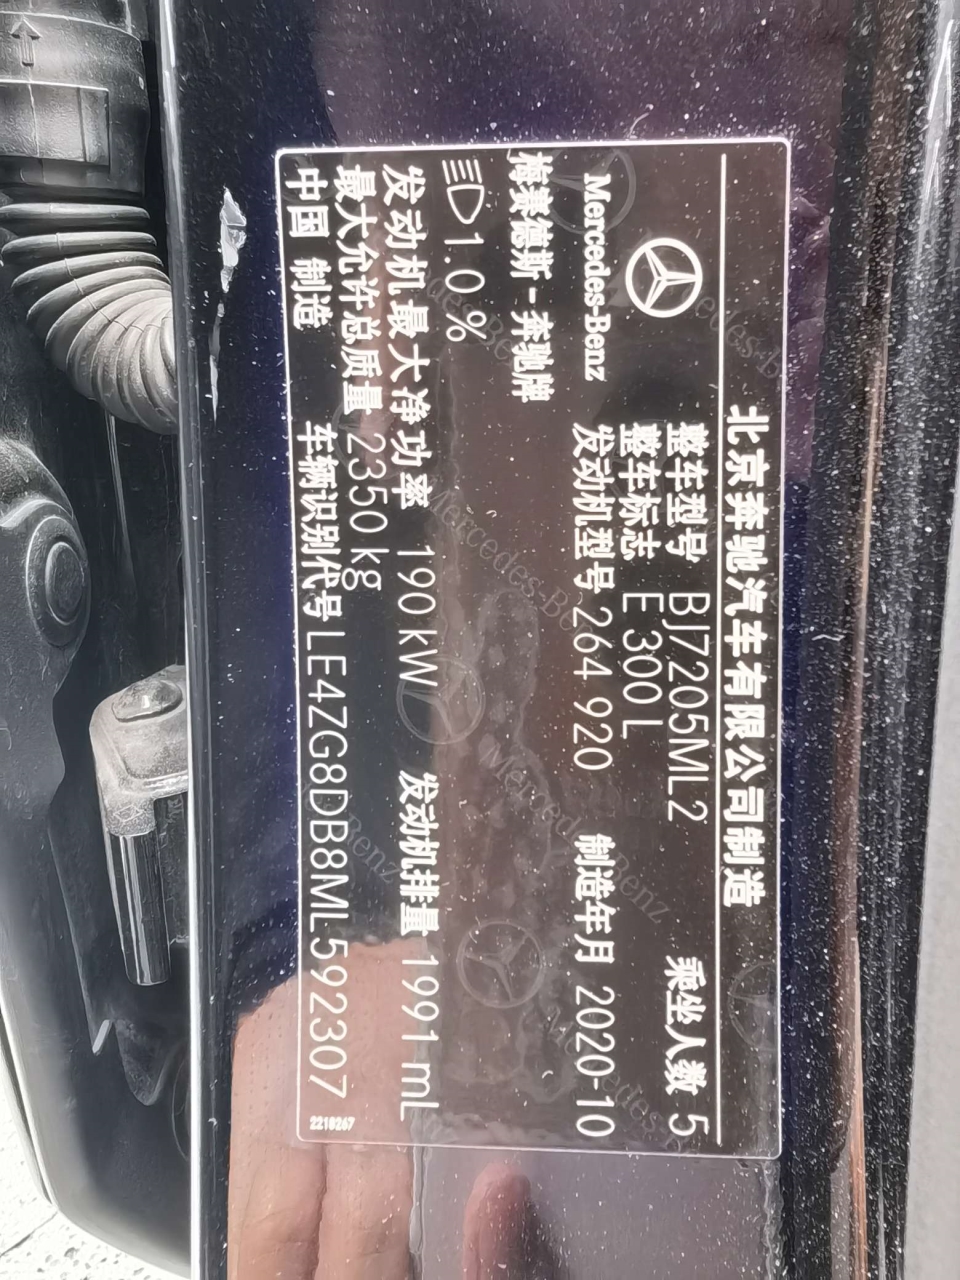 北京奔驰汽车有限公司制造
整车型号 BJ7205ML2 乘坐人数 5
整车标志 E 300 L
Mercedes-Benz 发动机型号 264 920 制造年月 2020-10
梅赛德斯-奔驰牌
1.0%
发动机最大净功率 190 kW 发动机排量 1991 mL
最大允许总质量 2350 kg
中国 制造 车辆识别代号 LE4ZG8DB8ML592307
2218267